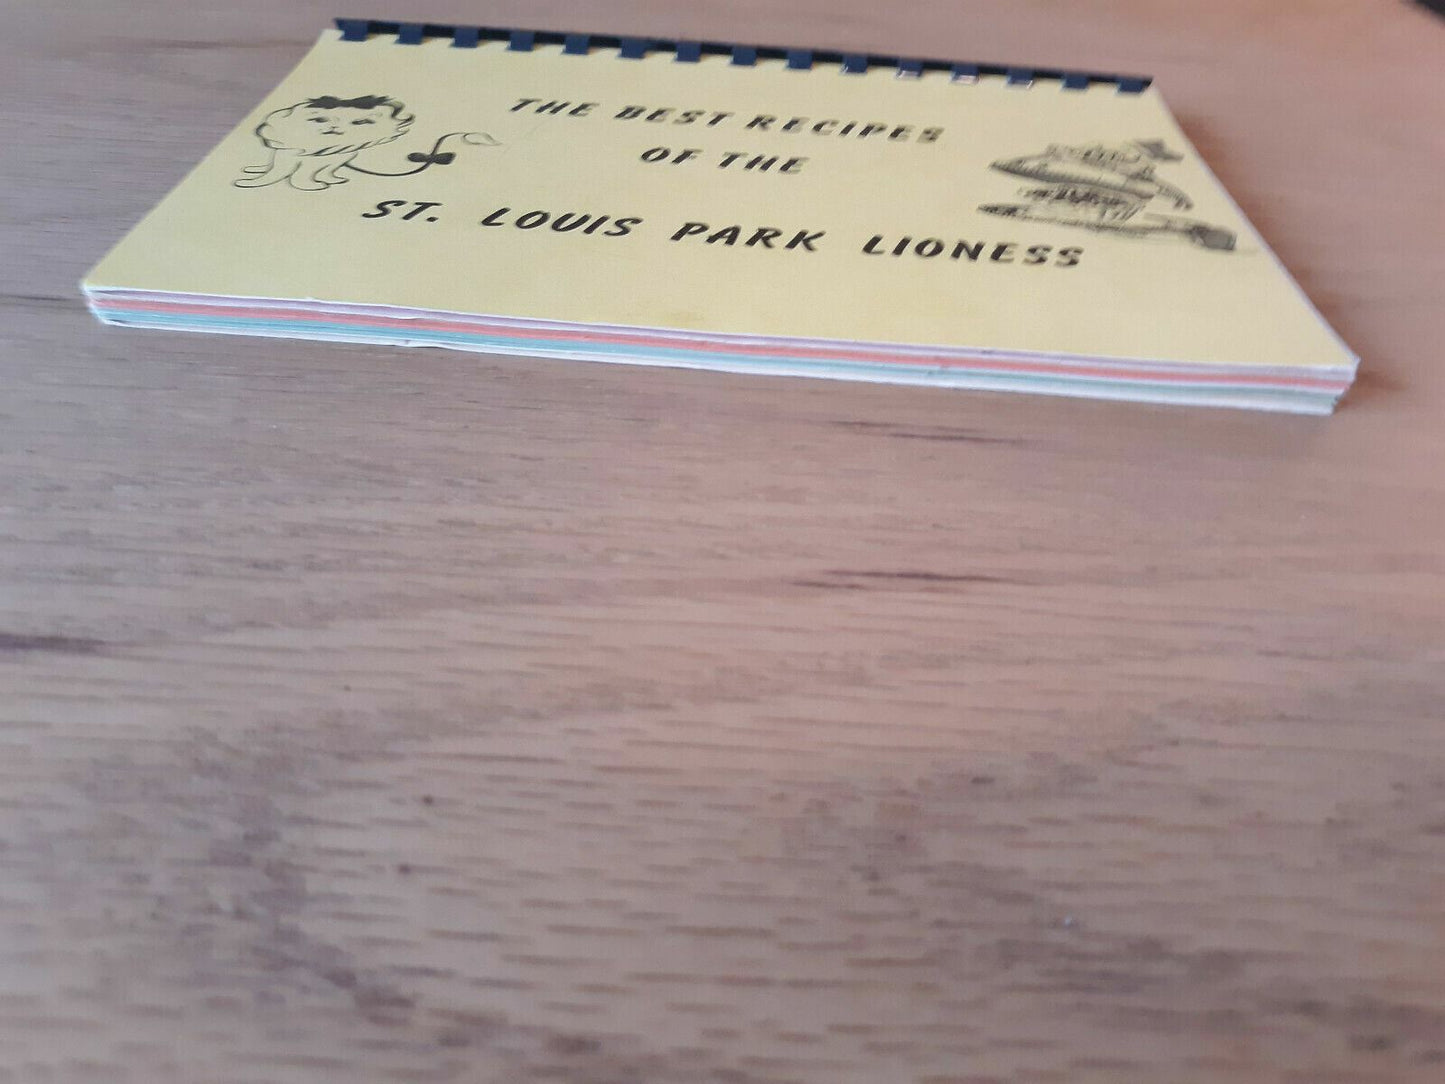 THE BEST RECIPES
OF THE
ST. LOUIS PARK LIONESS